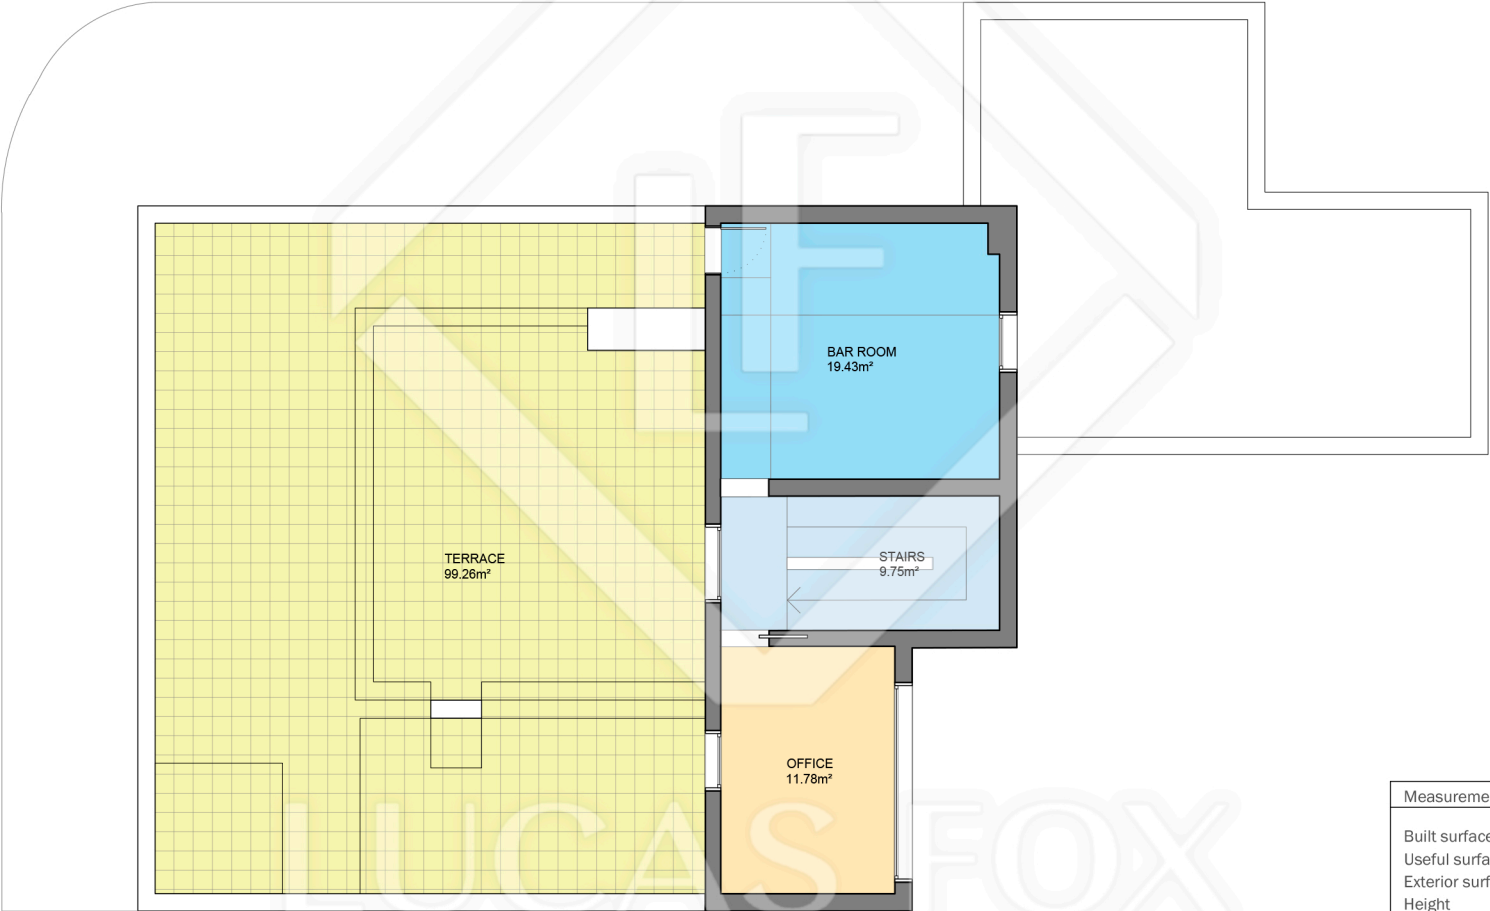 BAR ROOM
19.43m²
STAIRS
9.75m²
TERRACE
99.26m²
OFFICE
11.78m²
LUCAS FOX
Measureme
Built surface
Useful surfa
Exterior surf
Height